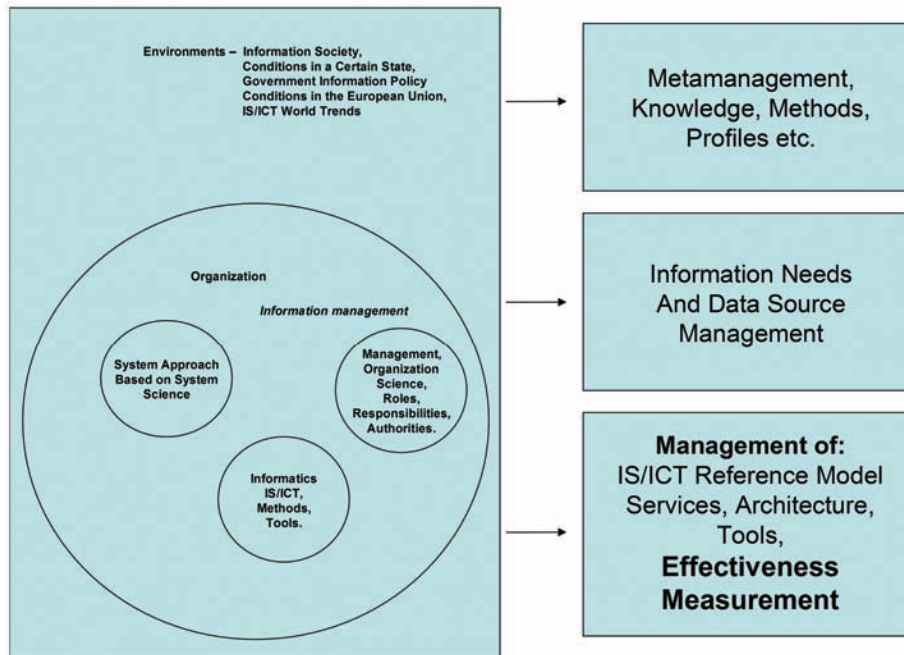 Environments – Information Society,
Conditions in a Certain State,
Government Information Policy
Conditions in the European Union,
IS/ICT World Trends
Organization
Information management
System Approach
Based on System
Science
Management,
Organization
Science,
Roles,
Responsibilities,
Authorities.
Informatics
IS/ICT,
Methods,
Tools.
Metamanagement,
Knowledge, Methods,
Profiles etc.
Information Needs
And Data Source
Management
Management of:
IS/ICT Reference Model
Services, Architecture,
Tools,
Effectiveness
Measurement